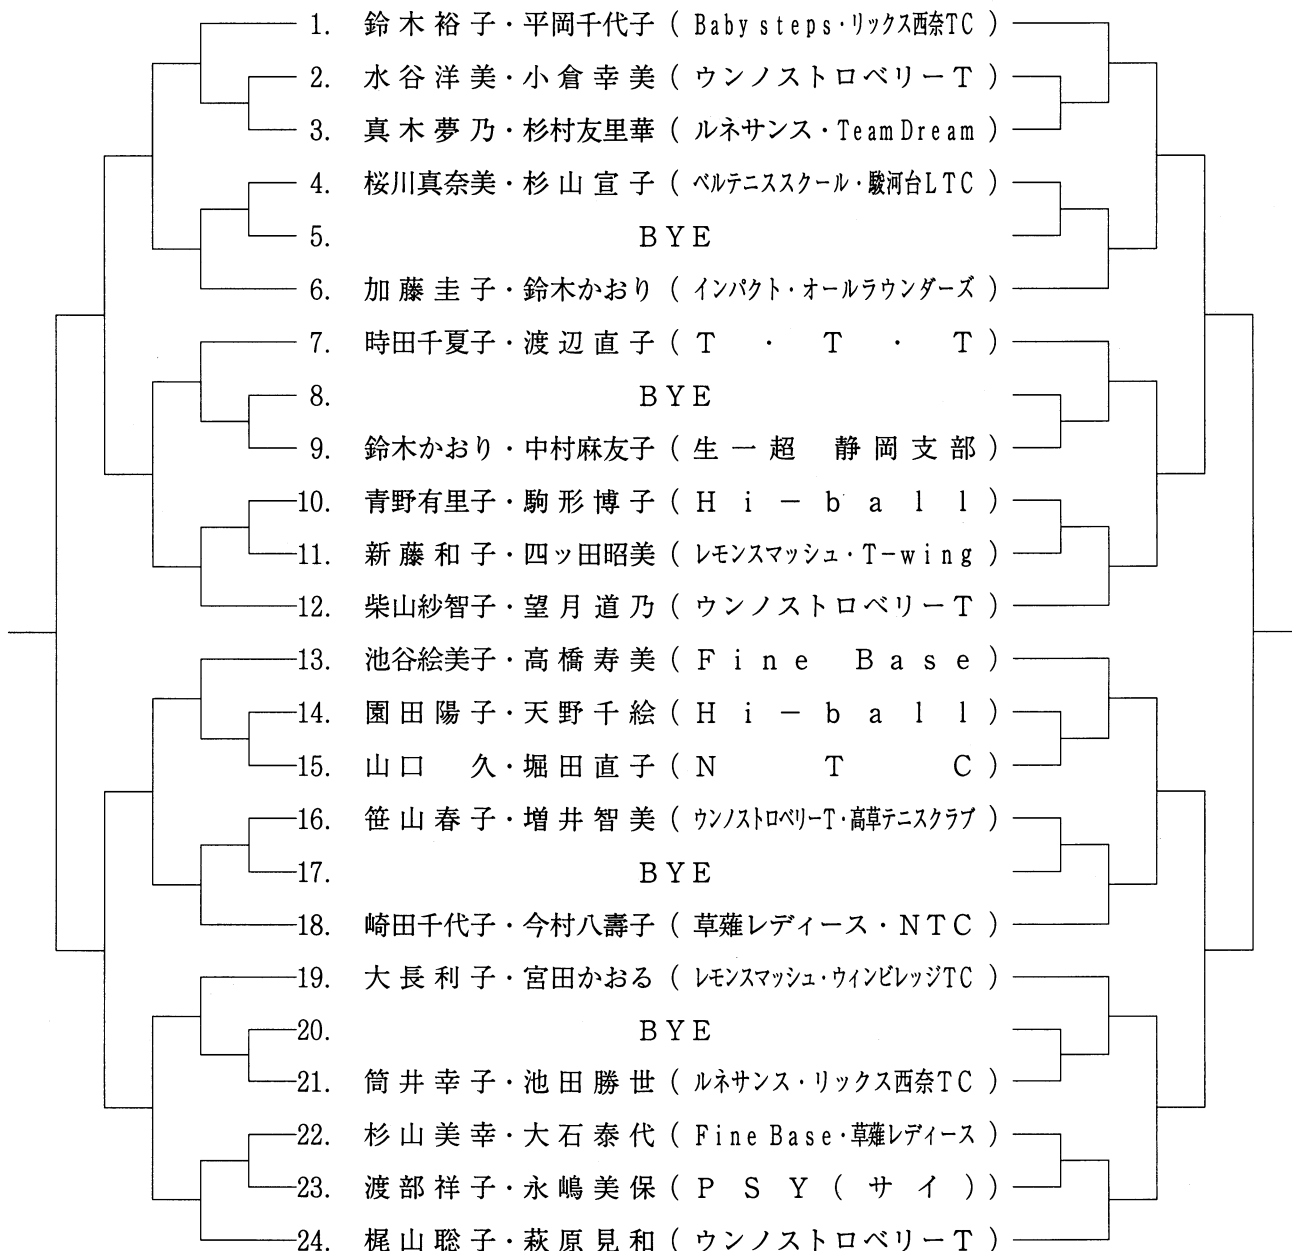 1. 鈴木裕子・平岡千代子(Baby steps・リックス西奈TC)
2. 水谷洋美・小倉幸美(ウンノストロベリーT)
3. 真木夢乃・杉村友里華(ルネサンス・Team Dream)
4. 桜川真奈美・杉山宣子(ベルテニススクール・駿河台LTC)
5. BYE
6. 加藤圭子・鈴木かおり(インパクト・オールラウンダーズ)
7. 時田千夏子・渡辺直子(T・T・T)
8. BYE
9. 鈴木かおり・中村麻友子(生一超 静岡支部)
10. 青野有里子・駒形博子(Hi-ball)
11. 新藤和子・四ッ田昭美(レモンスマッシュ・T-wing)
12. 柴山紗智子・望月道乃(ウンノストロベリーT)
13. 池谷絵美子・高橋寿美(Fine Base)
14. 園田陽子・天野千絵(Hi-ball)
15. 山口 久・堀田直子(NTC)
16. 笹山春子・増井智美(ウンノストロベリーT・高草テニスクラブ)
17. BYE
18. 崎田千代子・今村八壽子(草薙レディース・NTC)
19. 大長利子・宮田かおる(レモンスマッシュ・ウィンビレッジTC)
20. BYE
21. 筒井幸子・池田勝世(ルネサンス・リックス西奈TC)
22. 杉山美幸・大石泰代(Fine Base・草薙レディース)
23. 渡部祥子・永嶋美保(PSY(サイ))
24. 梶山聡子・萩原見和(ウンノストロベリーT)